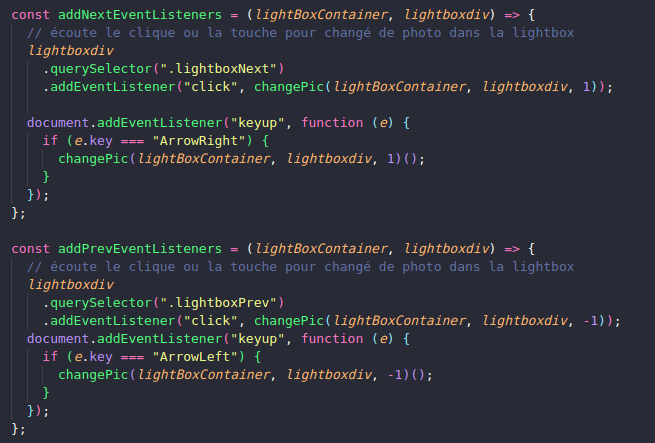 const addNextEventListeners = (lightBoxContainer, lightboxdiv) => {
// écoute le clique ou la touche pour changé de photo dans la lightbox
lightboxdiv
.querySelector(".lightboxNext")
.addEventListener("click", changePic(lightBoxContainer, lightboxdiv, 1));
document.addEventListener("keyup", function (e) {
if (e.key === "ArrowRight") {
changePic(lightBoxContainer, lightboxdiv, 1)();
}
});
};
const addPrevEventListeners = (lightBoxContainer, lightboxdiv) => {
// écoute le clique ou la touche pour changé de photo dans la lightbox
lightboxdiv
.querySelector(".lightboxPrev")
.addEventListener("click", changePic(lightBoxContainer, lightboxdiv, -1));
document.addEventListener("keyup", function (e) {
if (e.key === "ArrowLeft") {
changePic(lightBoxContainer, lightboxdiv, -1)();
}
});
};